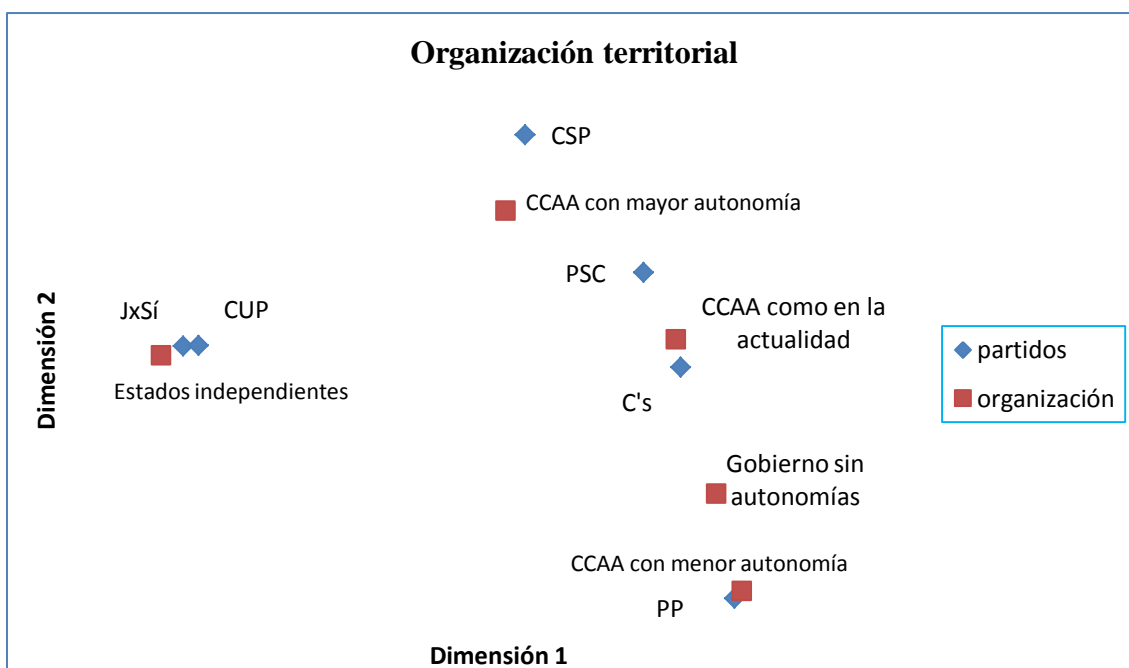 Organización territorial
CSP
CCAA con mayor autonomía
PSC
CCAA como en la
actualidad
JxSí
CUP
Estados independientes
C's
Gobierno sin
autonomías
CCAA con menor autonomía
PP
Dimensión 2
Dimensión 1
partidos
organización